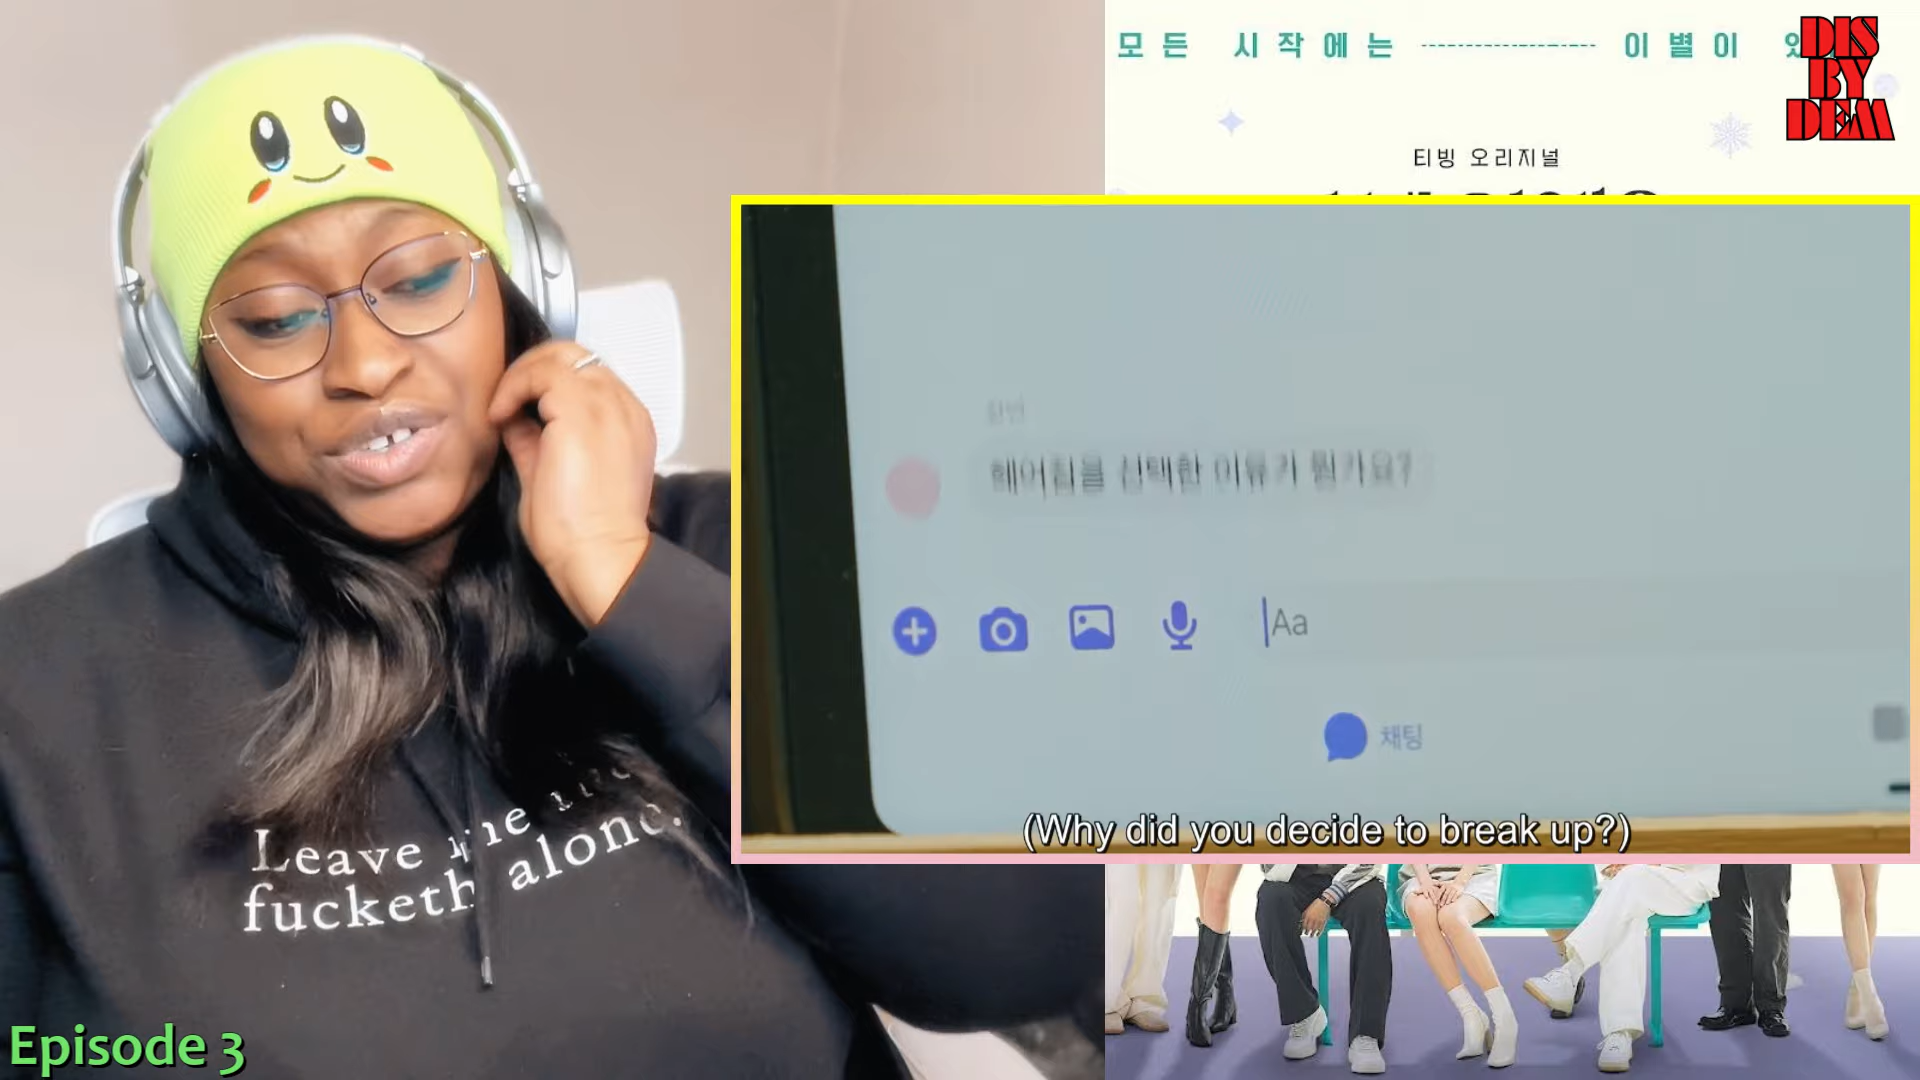 모든 시작에는 이별이
DIS
BY
DEM
티빙 오리지널
헤어짐을 선택한 이유가 뭔가요?
Aa
채팅
(Why did you decide to break up?)
Leave me the
fucketh alone.
Episode 3